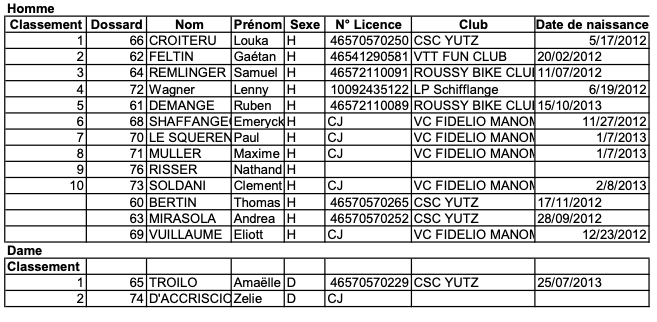 Homme
Classement Dossard Nom Prénom Sexe N° Licence Club Date de naissance
1 66 CROITERU Louka H 46570570250 CSC YUTZ 5/17/2012
2 62 FELTIN Gaétan H 46541290581 VTT FUN CLUB 20/02/2012
3 64 REMLINGER Samuel H 46572110091 ROUSSY BIKE CLU 11/07/2012
4 72 Wagner Lenny H 10092435122 LP Schifflange 6/19/2012
5 61 DEMANGE Ruben H 46572110089 ROUSSY BIKE CLU 15/10/2013
6 68 SHAFFANGE Emeryck H CJ VC FIDELIO MANOM 11/27/2012
7 70 LE SQUEREN Paul H CJ VC FIDELIO MANOM 1/7/2013
8 71 MULLER Maxime H CJ VC FIDELIO MANOM 1/7/2013
9 76 RISSER Nathand H
10 73 SOLDANI Clement H CJ VC FIDELIO MANOM 2/8/2013
60 BERTIN Thomas H 46570570265 CSC YUTZ 17/11/2012
63 MIRASOLA Andrea H 46570570252 CSC YUTZ 28/09/2012
69 VUILLAUME Eliott H CJ VC FIDELIO MANOM 12/23/2012
Dame
Classement
1 65 TROILO Amaëlle D 46570570229 CSC YUTZ 25/07/2013
2 74 D'ACCRISCIO Zelie D CJ